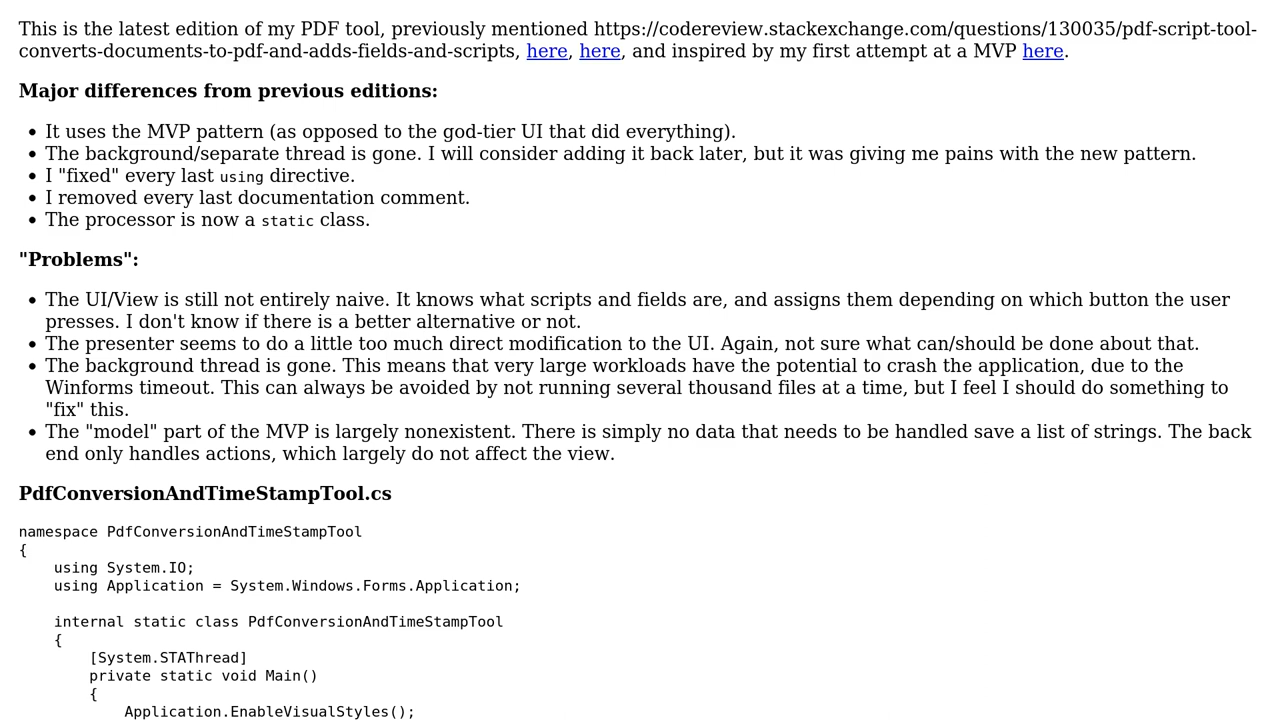 This is the latest edition of my PDF tool, previously mentioned https://codereview.stackexchange.com/questions/130035/pdf-script-tool-
converts-documents-to-pdf-and-adds-fields-and-scripts, here, here, and inspired by my first attempt at a MVP here.
Major differences from previous editions:
• It uses the MVP pattern (as opposed to the god-tier UI that did everything).
• The background/separate thread is gone. I will consider adding it back later, but it was giving me pains with the new pattern.
• I "fixed" every last using directive.
• I removed every last documentation comment.
• The processor is now a static class.
"Problems":
• The UI/View is still not entirely naive. It knows what scripts and fields are, and assigns them depending on which button the user
presses. I don't know if there is a better alternative or not.
• The presenter seems to do a little too much direct modification to the UI. Again, not sure what can/should be done about that.
• The background thread is gone. This means that very large workloads have the potential to crash the application, due to the
Winforms timeout. This can always be avoided by not running several thousand files at a time, but I feel I should do something to
"fix" this.
• The "model" part of the MVP is largely nonexistent. There is simply no data that needs to be handled save a list of strings. The back
end only handles actions, which largely do not affect the view.
PdfConversionAndTimeStampTool.cs
namespace PdfConversionAndTimeStampTool
{
    using System.IO;
    using Application = System.Windows.Forms.Application;
    internal static class PdfConversionAndTimeStampTool
    {
        [System.STAThread]
        private static void Main()
        {
            Application.EnableVisualStyles();